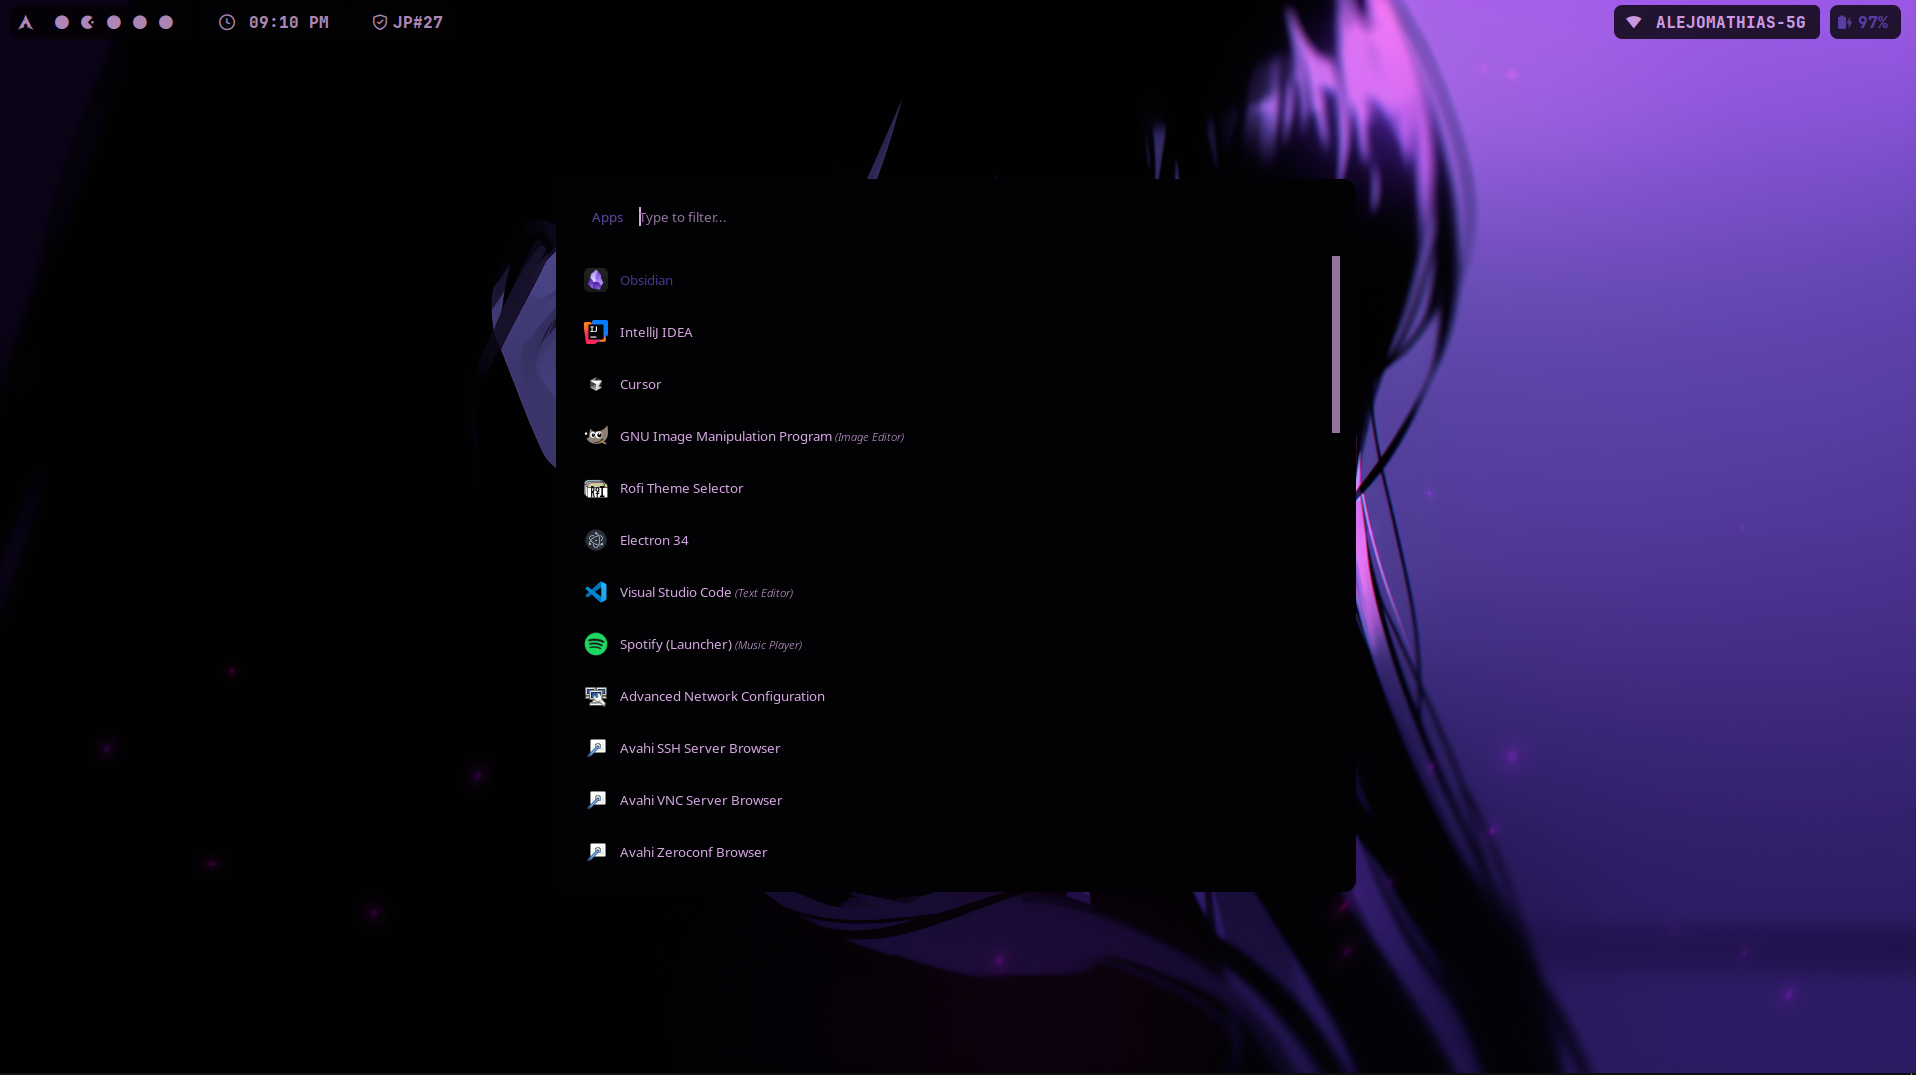 09:10 PM
JP#27
ALEJOMATHIAS-5G
97%
Apps Type to filter...
Obsidian
IntelliJ IDEA
Cursor
GNU Image Manipulation Program (Image Editor)
Rofi Theme Selector
Electron 34
Visual Studio Code (Text Editor)
Spotify (Launcher) (Music Player)
Advanced Network Configuration
Avahi SSH Server Browser
Avahi VNC Server Browser
Avahi Zeroconf Browser